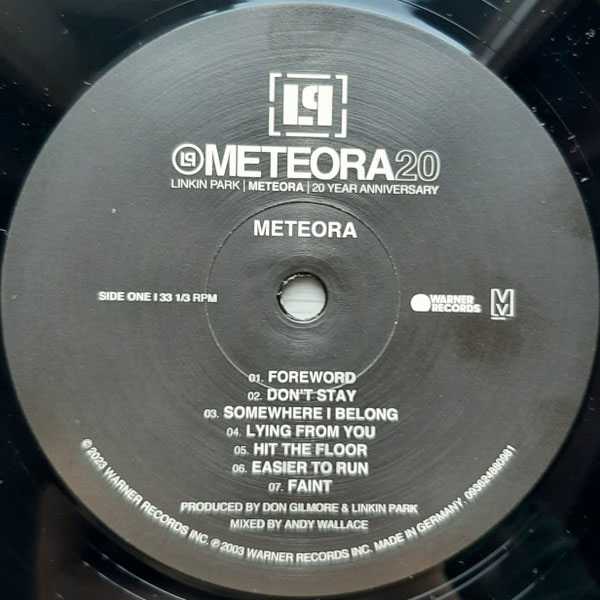 LP
LP METEORA20
LINKIN PARK | METEORA | 20 YEAR ANNIVERSARY
METEORA
SIDE ONE | 33 1/3 RPM
WARNER RECORDS
01. FOREWORD
02. DON'T STAY
03. SOMEWHERE I BELONG
04. LYING FROM YOU
05. HIT THE FLOOR
06. EASIER TO RUN
07. FAINT
PRODUCED BY DON GILMORE & LINKIN PARK
MIXED BY ANDY WALLACE
© 2023 WARNER RECORDS INC. ℗ 2003 WARNER RECORDS INC. MADE IN GERMANY.